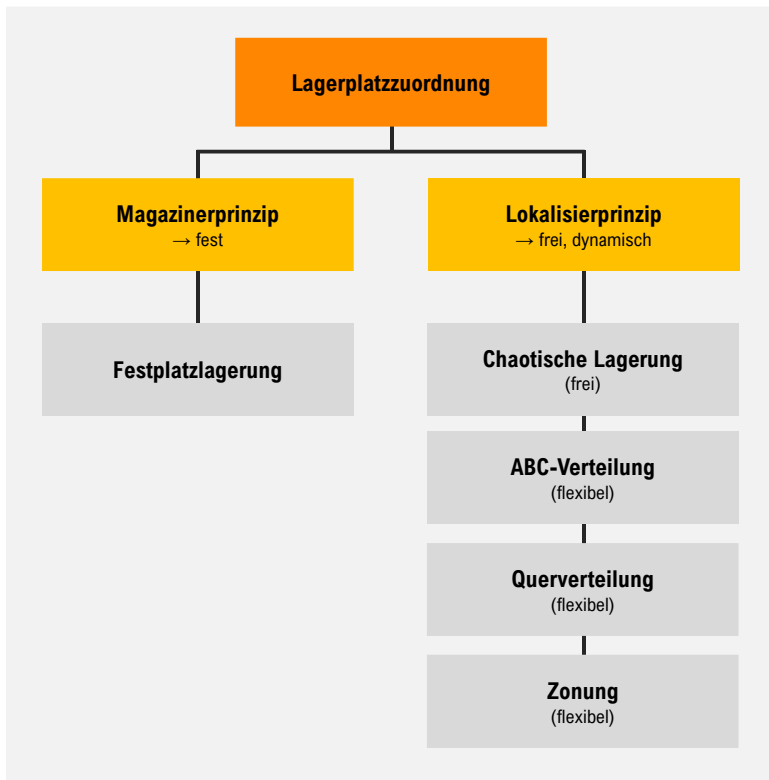 Lagerplatzzuordnung
Magazinerprinzip
→ fest
Lokalisierprinzip
→ frei, dynamisch
Festplatzlagerung
Chaotische Lagerung
(frei)
ABC-Verteilung
(flexibel)
Querverteilung
(flexibel)
Zonung
(flexibel)